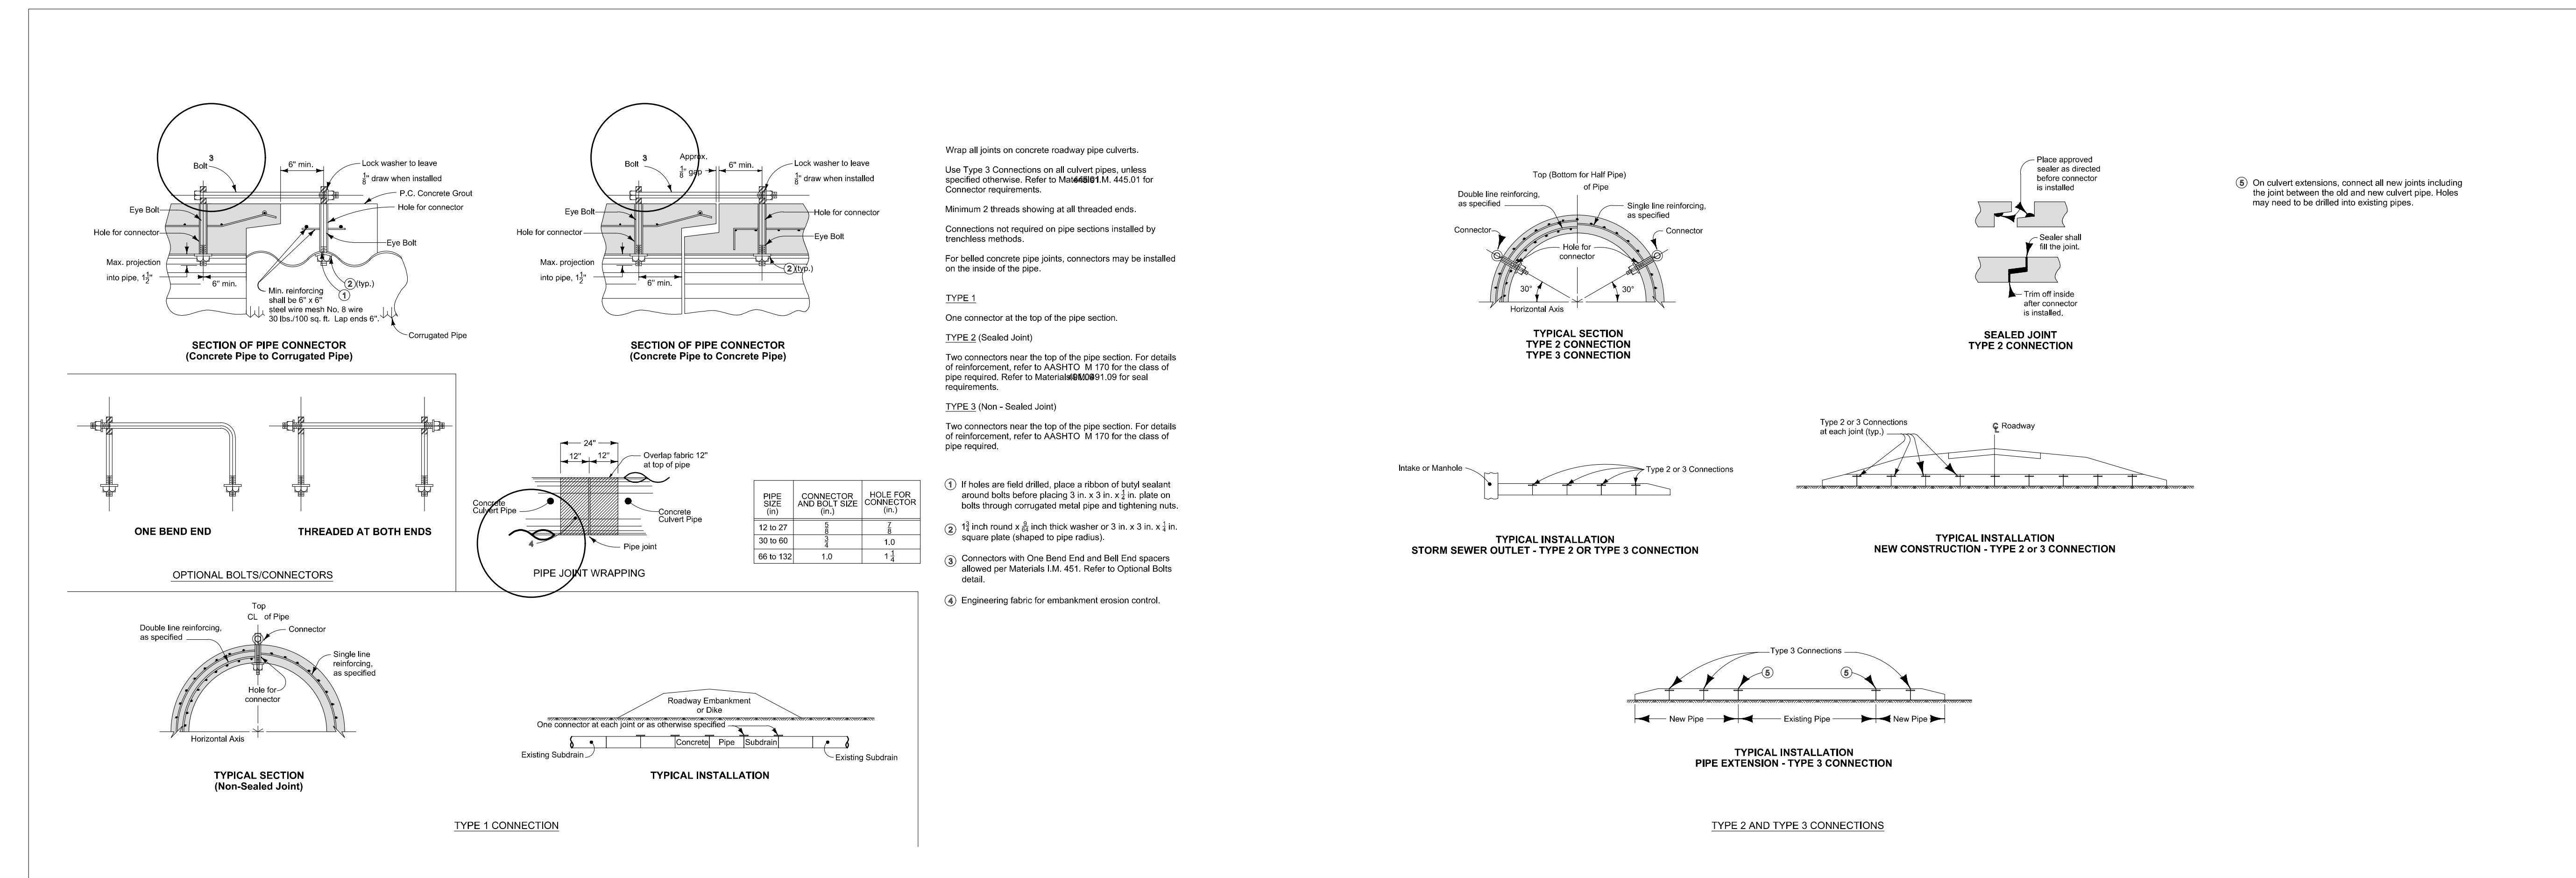 3
Bolt
6" min.
Lock washer to leave
1/8" draw when installed
P.C. Concrete Grout
Eye Bolt
Hole for connector
Hole for connector
Eye Bolt
Max. projection
into pipe, 1 1/2"
6" min.
2 (typ.)
1
Min. reinforcing
shall be 6" x 6"
steel wire mesh No, 8 wire
30 lbs./100 sq. ft. Lap ends 6".
Corrugated Pipe
SECTION OF PIPE CONNECTOR
(Concrete Pipe to Corrugated Pipe)
3
Bolt
Approx.
1/8" gap
6" min.
Lock washer to leave
1/8" draw when installed
Eye Bolt
Hole for connector
Hole for connector
Eye Bolt
Max. projection
into pipe, 1 1/2"
6" min.
2 (typ.)
SECTION OF PIPE CONNECTOR
(Concrete Pipe to Concrete Pipe)
ONE BEND END
THREADED AT BOTH ENDS
OPTIONAL BOLTS/CONNECTORS
24"
12"
12"
Overlap fabric 12"
at top of pipe
Concrete
Culvert Pipe
Concrete
Culvert Pipe
4
Pipe joint
PIPE JOINT WRAPPING
PIPE SIZE (in)
CONNECTOR AND BOLT SIZE (in.)
HOLE FOR CONNECTOR (in.)
12 to 27 5/8 7/8
30 to 60 3/4 1.0
66 to 132 1.0 1 1/4
Top
CL of Pipe
Double line reinforcing,
as specified
Connector
Single line
reinforcing,
as specified
Hole for
connector
Horizontal Axis
TYPICAL SECTION
(Non-Sealed Joint)
Roadway Embankment
or Dike
One connector at each joint or as otherwise specified
Concrete Pipe Subdrain
Existing Subdrain
Existing Subdrain
TYPICAL INSTALLATION
TYPE 1 CONNECTION
Wrap all joints on concrete roadway pipe culverts.
Use Type 3 Connections on all culvert pipes, unless
specified otherwise. Refer to Materials I.M. 445.01 for
Connector requirements.
Minimum 2 threads showing at all threaded ends.
Connections not required on pipe sections installed by
trenchless methods.
For belled concrete pipe joints, connectors may be installed
on the inside of the pipe.
TYPE 1
One connector at the top of the pipe section.
TYPE 2 (Sealed Joint)
Two connectors near the top of the pipe section. For details
of reinforcement, refer to AASHTO M 170 for the class of
pipe required. Refer to Materials I.M. 491.09 for seal
requirements.
TYPE 3 (Non - Sealed Joint)
Two connectors near the top of the pipe section. For details
of reinforcement, refer to AASHTO M 170 for the class of
pipe required.
1 If holes are field drilled, place a ribbon of butyl sealant
around bolts before placing 3 in. x 3 in. x 1/4 in. plate on
bolts through corrugated metal pipe and tightening nuts.
2 1 3/4 inch round x 9/64 inch thick washer or 3 in. x 3 in. x 1/4 in.
square plate (shaped to pipe radius).
3 Connectors with One Bend End and Bell End spacers
allowed per Materials I.M. 451. Refer to Optional Bolts
detail.
4 Engineering fabric for embankment erosion control.
Top (Bottom for Half Pipe)
of Pipe
Double line reinforcing,
as specified
Single line reinforcing,
as specified
Connector
Connector
Hole for
connector
30°
30°
Horizontal Axis
TYPICAL SECTION
TYPE 2 CONNECTION
TYPE 3 CONNECTION
Place approved
sealer as directed
before connector
is installed
Sealer shall
fill the joint.
Trim off inside
after connector
is installed.
SEALED JOINT
TYPE 2 CONNECTION
5 On culvert extensions, connect all new joints including
the joint between the old and new culvert pipe. Holes
may need to be drilled into existing pipes.
Intake or Manhole
Type 2 or 3 Connections
TYPICAL INSTALLATION
STORM SEWER OUTLET - TYPE 2 OR TYPE 3 CONNECTION
Type 2 or 3 Connections
at each joint (typ.)
℄ Roadway
TYPICAL INSTALLATION
NEW CONSTRUCTION - TYPE 2 or 3 CONNECTION
Type 3 Connections
5
5
New Pipe
Existing Pipe
New Pipe
TYPICAL INSTALLATION
PIPE EXTENSION - TYPE 3 CONNECTION
TYPE 2 AND TYPE 3 CONNECTIONS